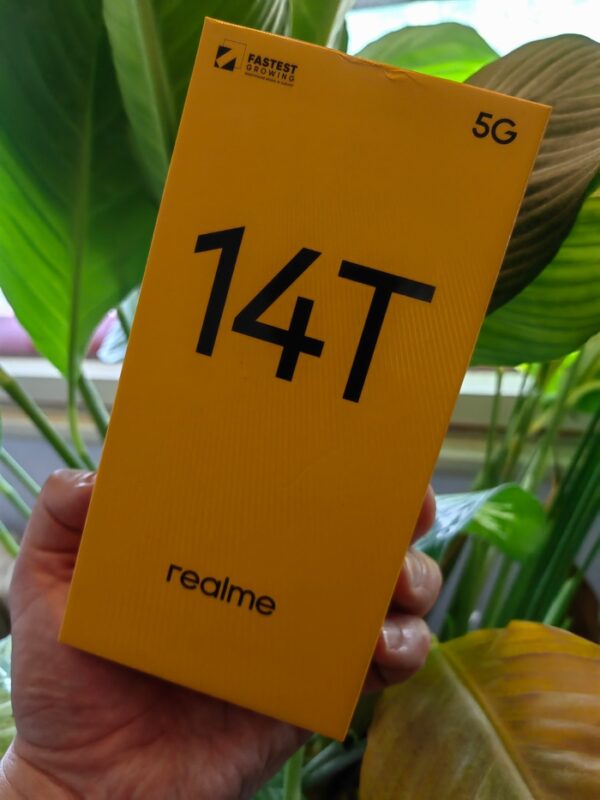 FASTEST
GROWING
5G
14T
realme